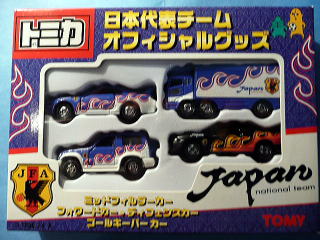 トミカ
日本代表チーム
オフィシャルグッズ
Japan
JFA
Japan
national team
ミッドフィルダーカー
フォワードカー・ディフェンスカー
ゴールキーパーカー
TOMY